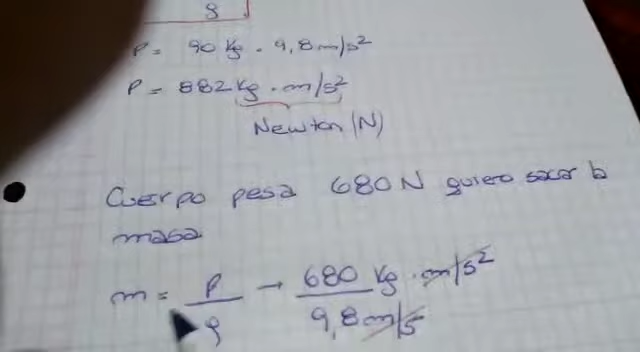 g
P = 90 Kg · 9,8 m/s²
P = 882 Kg · m/s²
Newton (N)
Cuerpo pesa 680 N quiero sacar la
masa
m = P/g → 680 Kg · m/s² / 9,8 m/s